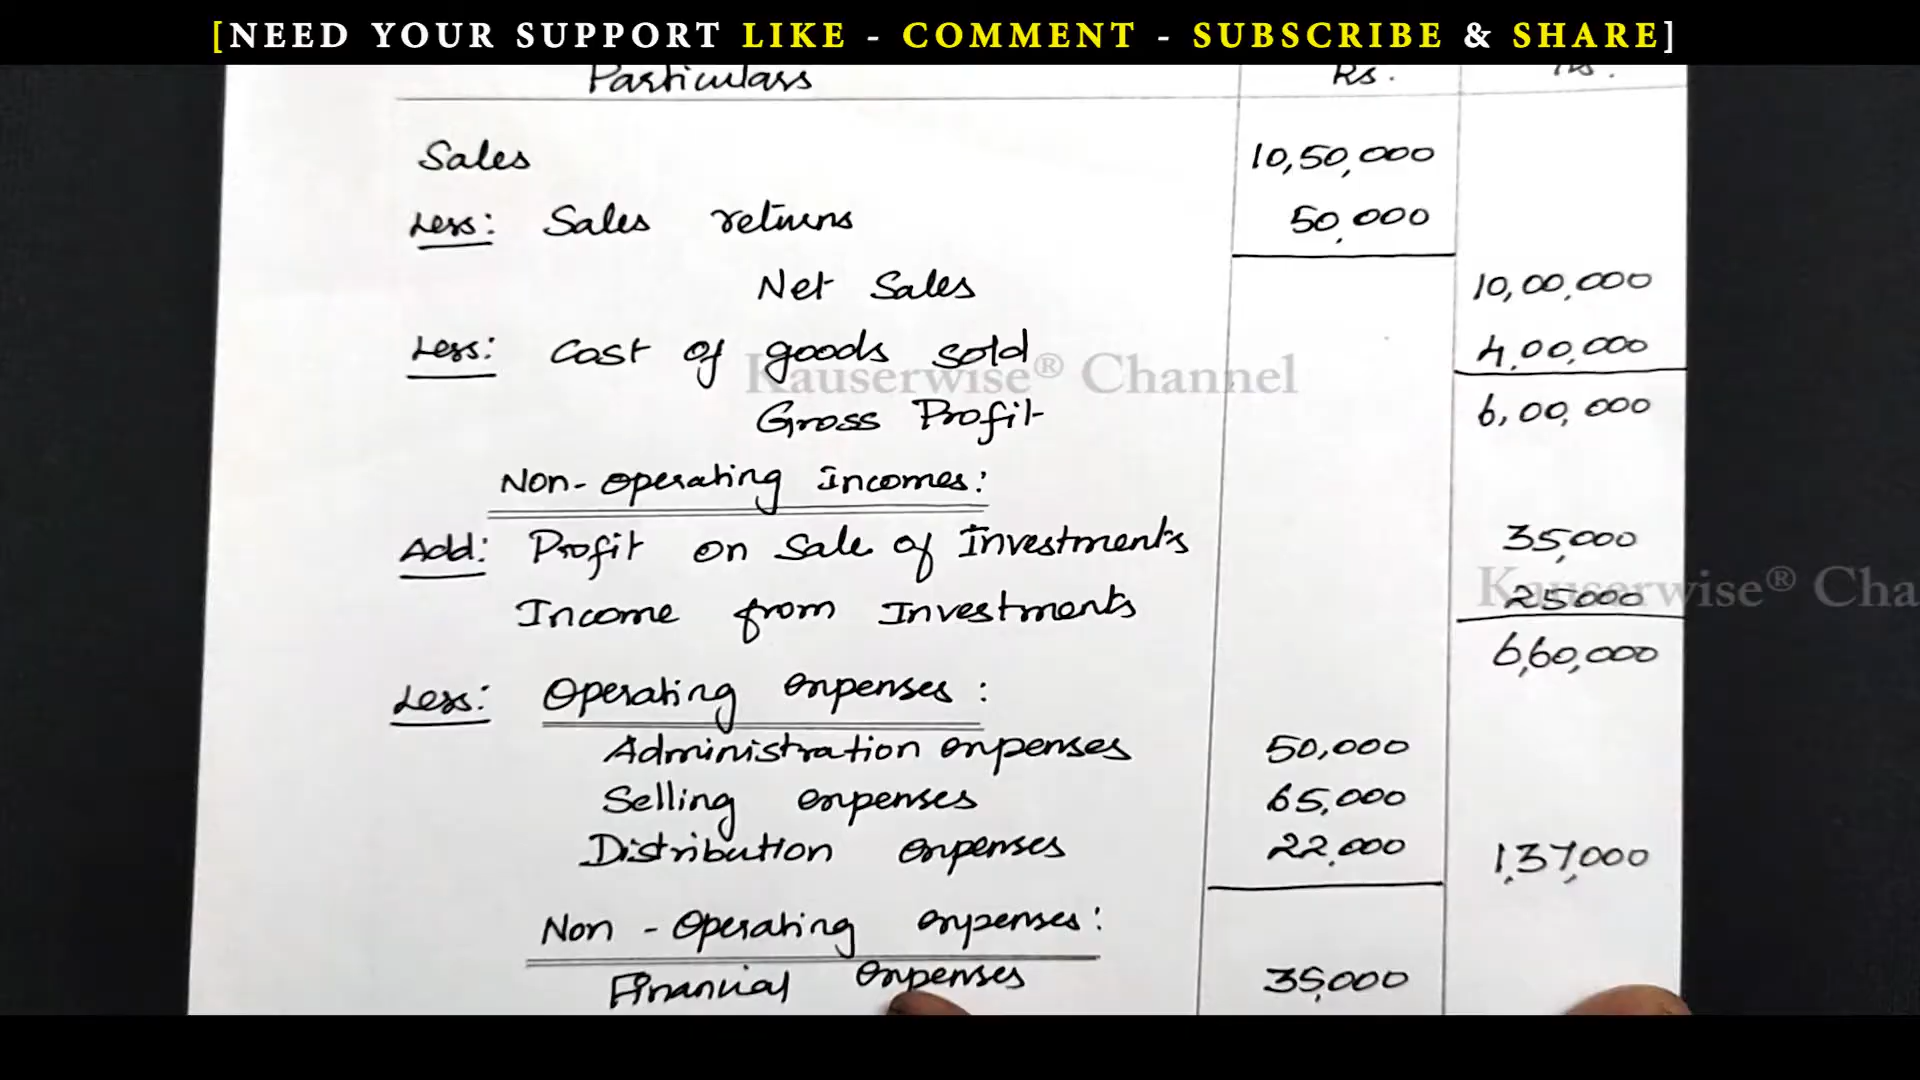 [NEED YOUR SUPPORT LIKE - COMMENT - SUBSCRIBE & SHARE]
Particulars Rs. Rs.
Sales 10,50,000
Less: Sales returns 50,000
Net Sales 10,00,000
Less: Cost of goods sold 4,00,000
Kauserwise® Channel
Gross Profit 6,00,000
Non-operating Incomes:
Add: Profit on Sale of Investments 35,000
Kauserwise® Cha
Income from Investments 25000
6,60,000
Less: Operating expenses:
Administration expenses 50,000
Selling expenses 65,000
Distribution expenses 22,000 1,37,000
Non-Operating expenses:
Financial expenses 35,000